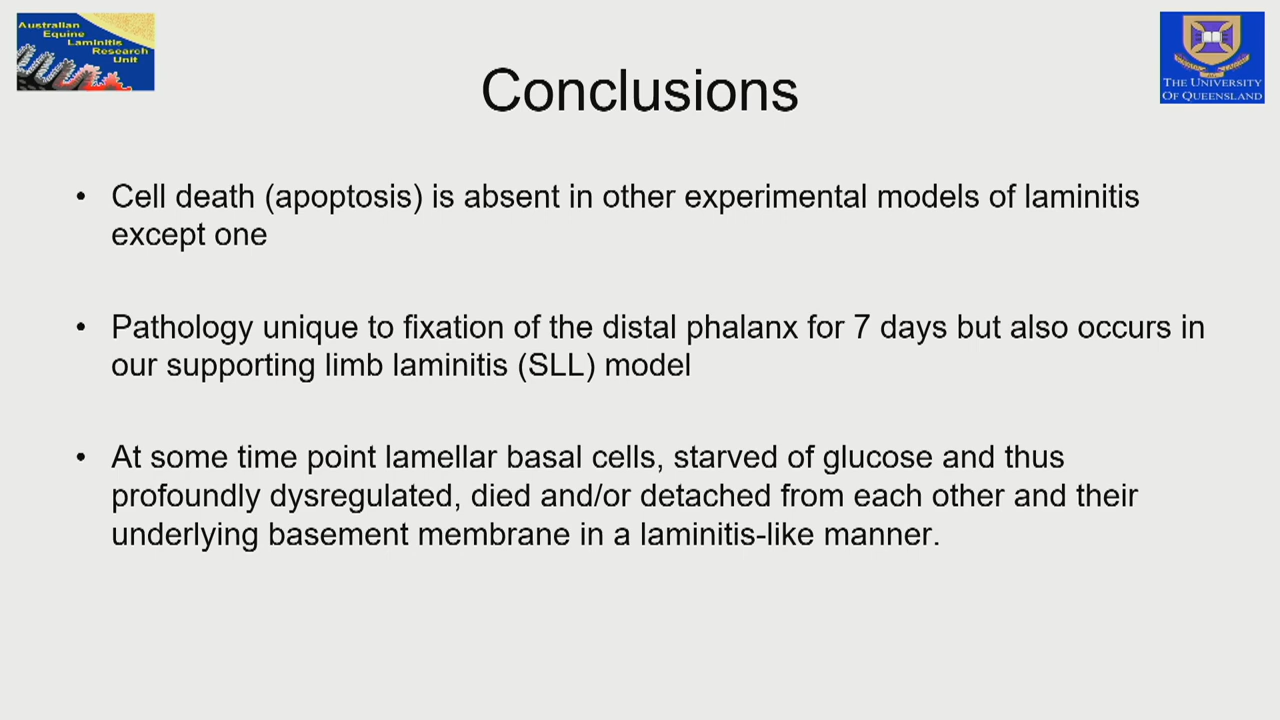 Australian
Equine
Laminitis
Research
Unit
THE UNIVERSITY
OF QUEENSLAND
Conclusions
• Cell death (apoptosis) is absent in other experimental models of laminitis
except one
• Pathology unique to fixation of the distal phalanx for 7 days but also occurs in
our supporting limb laminitis (SLL) model
• At some time point lamellar basal cells, starved of glucose and thus
profoundly dysregulated, died and/or detached from each other and their
underlying basement membrane in a laminitis-like manner.